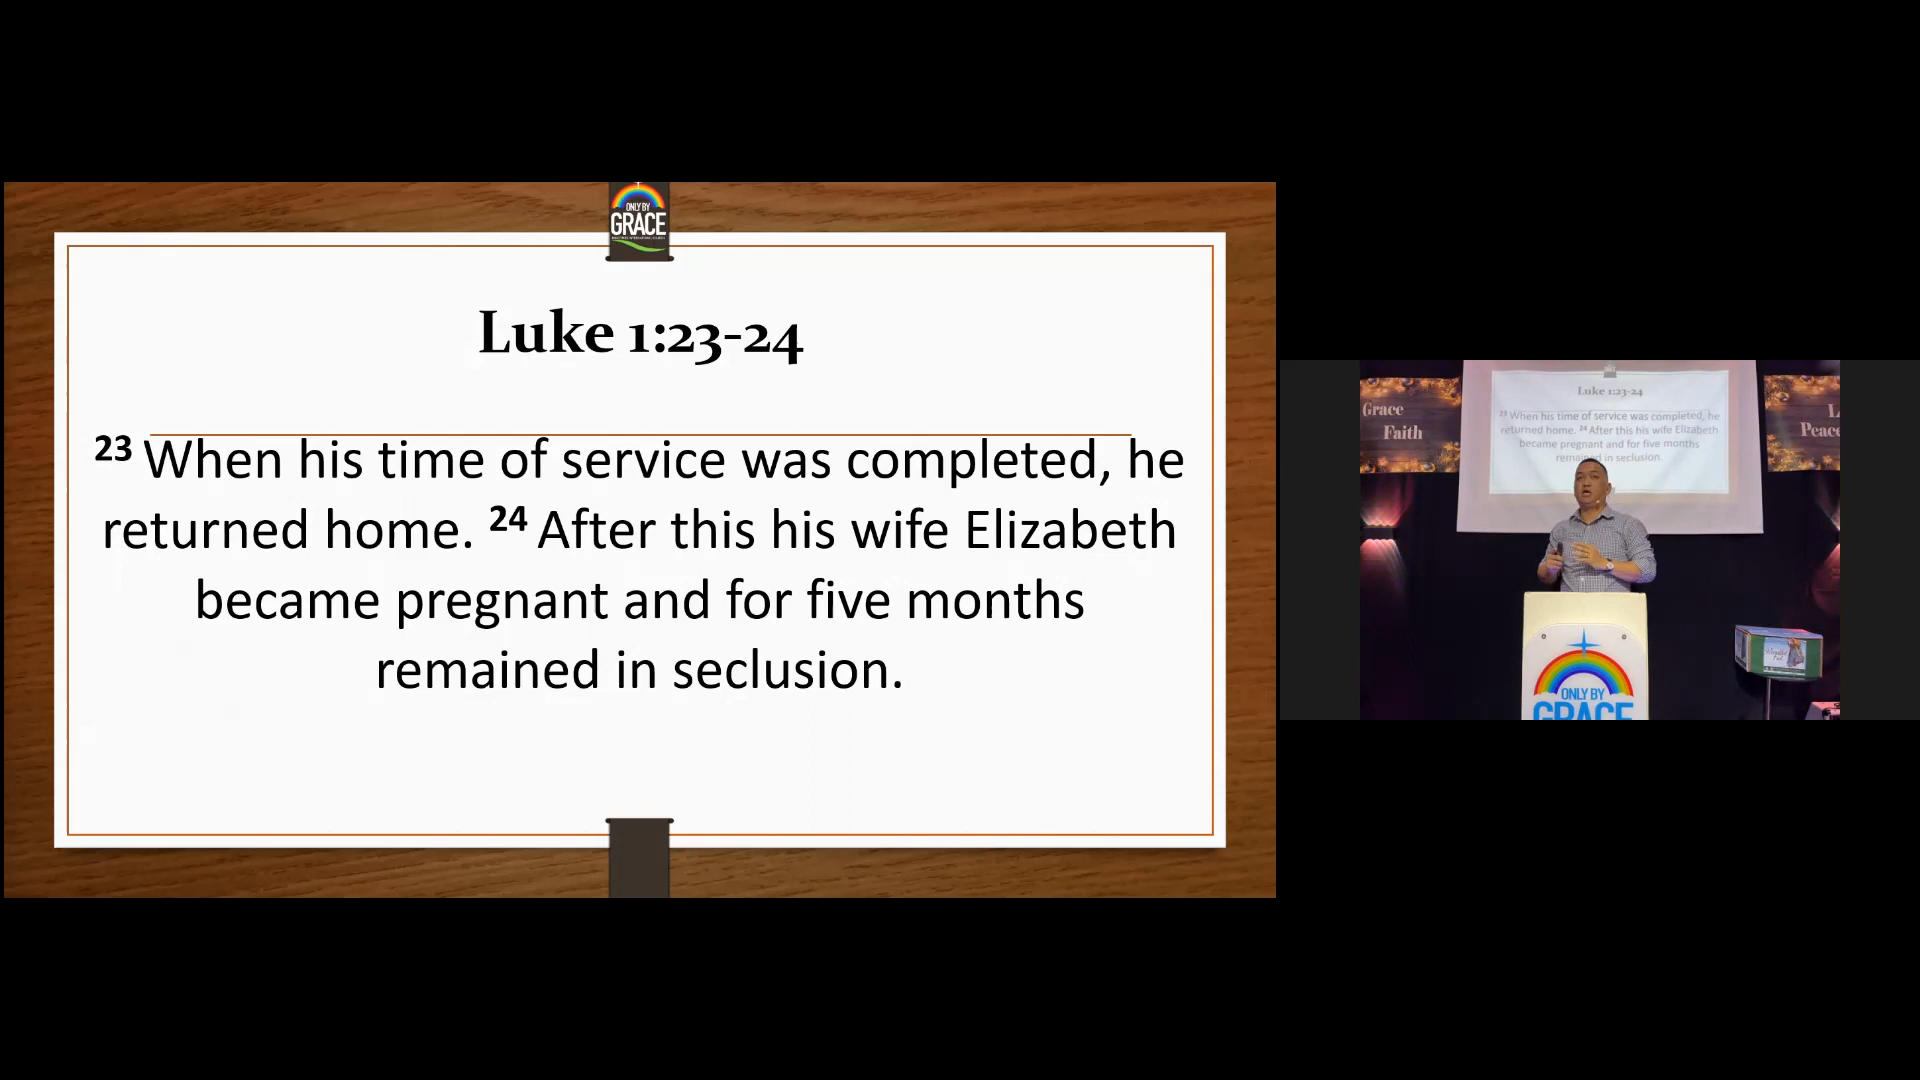 ONLY BY
GRACE
Luke 1:23-24
23 When his time of service was completed, he
returned home. 24 After this his wife Elizabeth
became pregnant and for five months
remained in seclusion.
Grace
Faith
Luke 1:23-24
23 When his time of service was completed, he
returned home. 24 After this his wife Elizabeth
became pregnant and for five months
remained in seclusion.
Peace
ONLY BY
GRACE